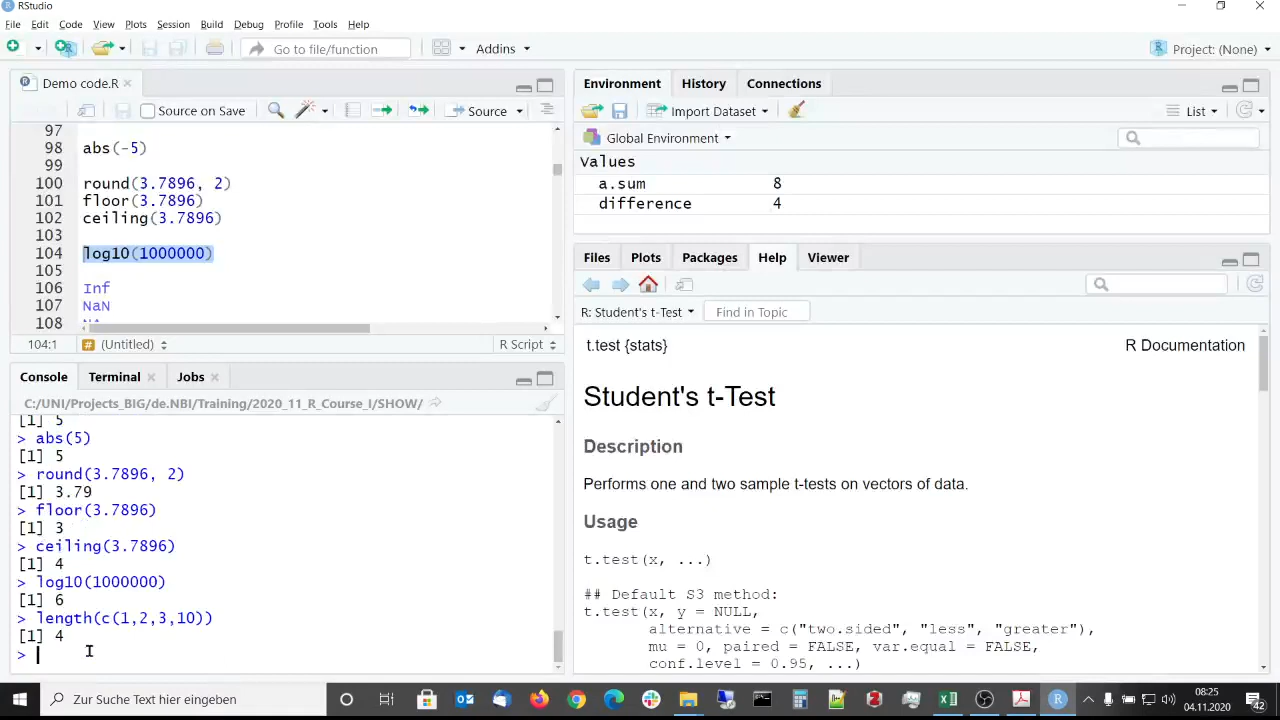 RStudio
File Edit Code View Plots Session Build Debug Profile Tools Help
Go to file/function Addins Project: (None)
Demo code.R
Source on Save Source
97
98 abs(-5)
99
100 round(3.7896, 2)
101 floor(3.7896)
102 ceiling(3.7896)
103
104 log10(1000000)
105
106 Inf
107 NaN
108 NA
104:1 (Untitled) R Script
Console Terminal Jobs
C:/UNI/Projects_BIG/de.NBI/Training/2020_11_R_Course_I/SHOW/
[1] 5
> abs(5)
[1] 5
> round(3.7896, 2)
[1] 3.79
> floor(3.7896)
[1] 3
> ceiling(3.7896)
[1] 4
> log10(1000000)
[1] 6
> length(c(1,2,3,10))
[1] 4
>
Environment History Connections
Import Dataset List
Global Environment
Values
a.sum 8
difference 4
Files Plots Packages Help Viewer
R: Student's t-Test Find in Topic
t.test {stats} R Documentation
Student's t-Test
Description
Performs one and two sample t-tests on vectors of data.
Usage
t.test(x, ...)
## Default S3 method:
t.test(x, y = NULL,
alternative = c("two.sided", "less", "greater"),
mu = 0, paired = FALSE, var.equal = FALSE,
conf.level = 0.95, ...)
Zur Suche Text hier eingeben
08:25
04.11.2020
42